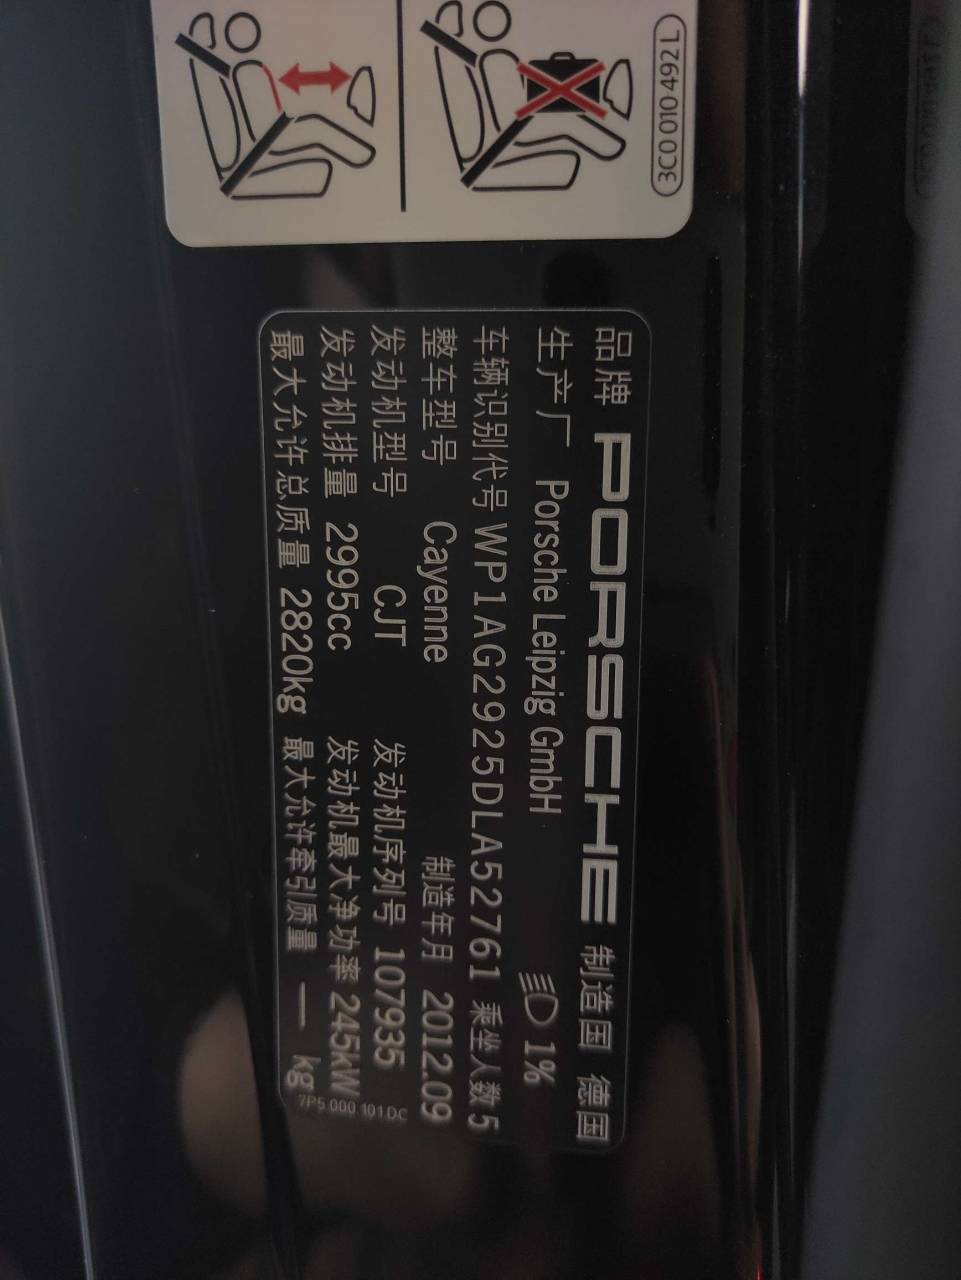 3C0 010 492 L
品牌 PORSCHE 制造国 德国
生产厂 Porsche Leipzig GmbH 1%
车辆识别代号 WP1AG2925DLA52761 乘坐人数 5
整车型号 Cayenne 制造年月 2012.09
发动机型号 CJT 发动机序列号 107935
发动机排量 2995cc 发动机最大净功率 245kW
最大允许总质量 2820kg 最大允许牵引质量 — kg
7P5 000 101 DC